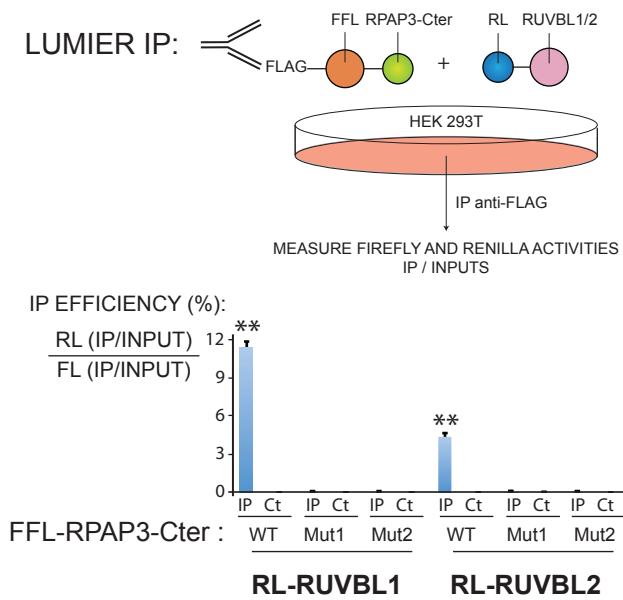 LUMIER IP:
FFL RPAP3-Cter RL RUVBL1/2
FLAG +
HEK 293T
IP anti-FLAG
MEASURE FIREFLY AND RENILLA ACTIVITIES
IP / INPUTS
IP EFFICIENCY (%):
RL (IP/INPUT)
FL (IP/INPUT)
12
9
6
3
0
** **
IP Ct IP Ct IP Ct IP Ct IP Ct IP Ct
FFL-RPAP3-Cter : WT Mut1 Mut2 WT Mut1 Mut2
RL-RUVBL1 RL-RUVBL2